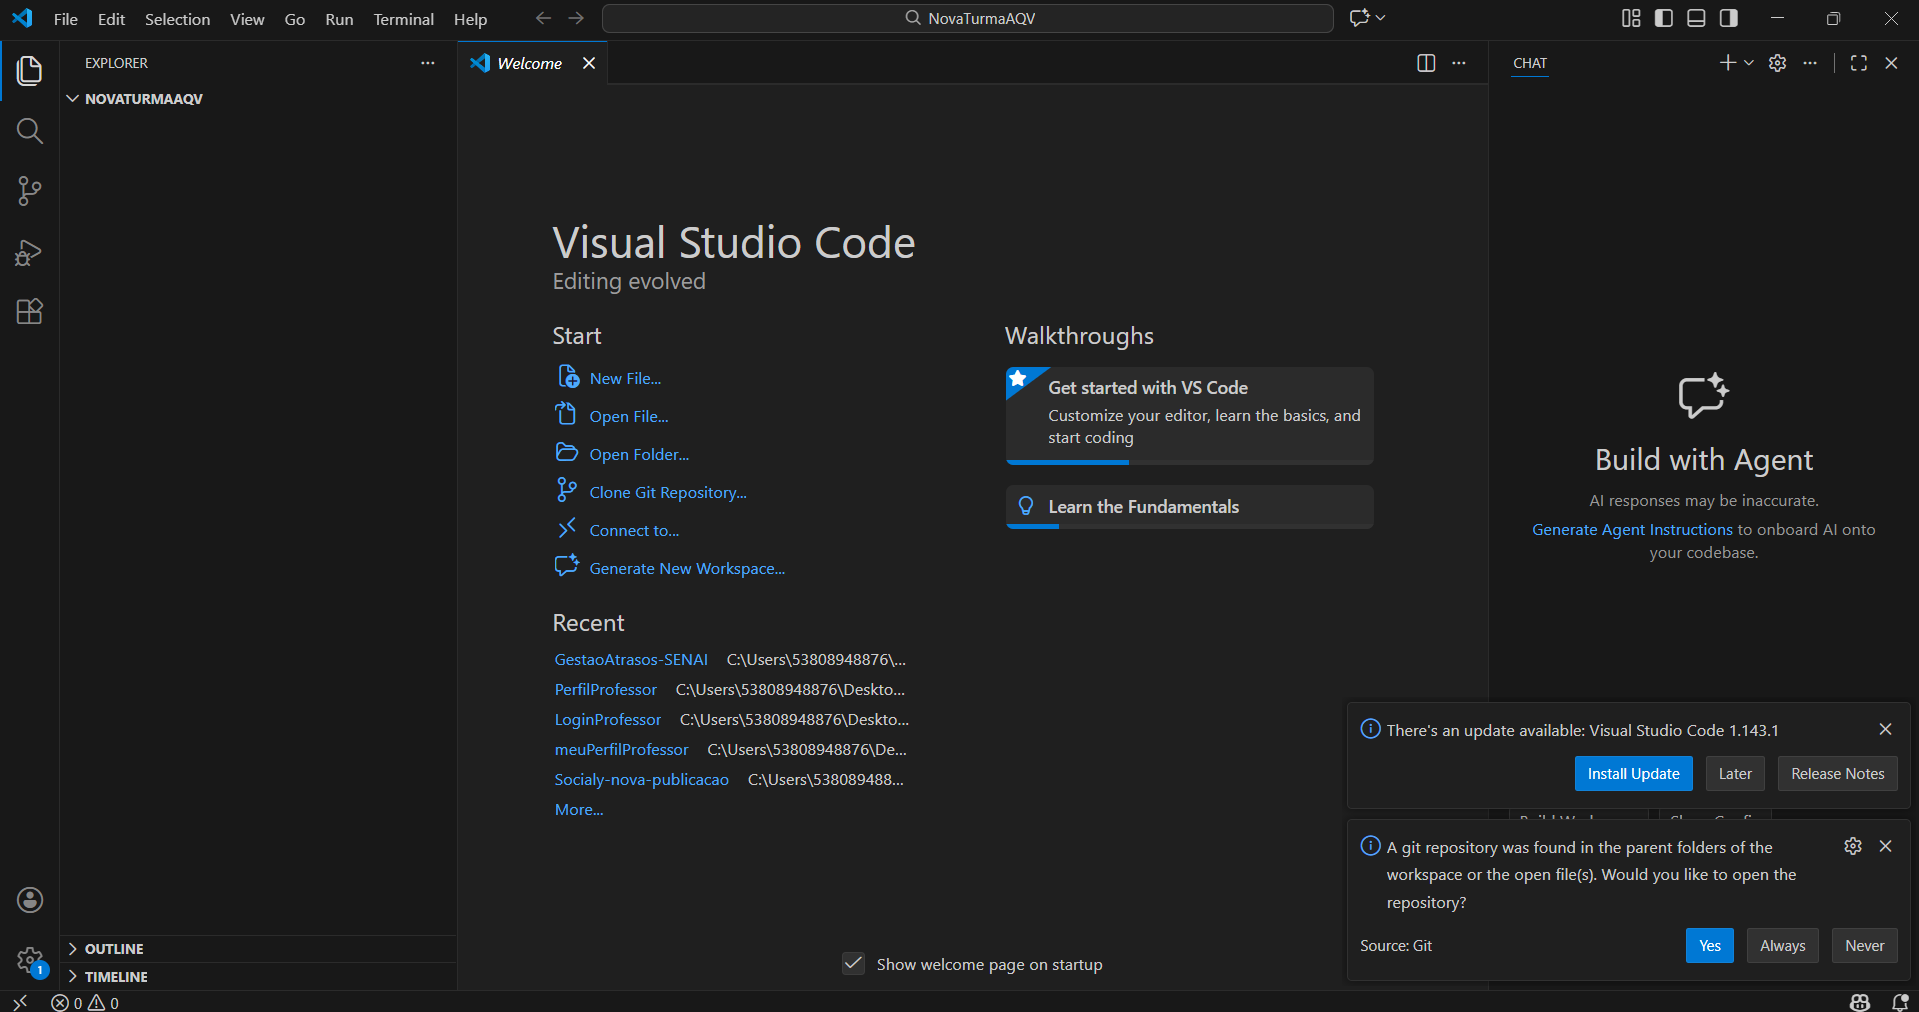 File Edit Selection View Go Run Terminal Help
NovaTurmaAQV
EXPLORER
NOVATURMAAQV
Welcome
CHAT
Visual Studio Code
Editing evolved
Start
New File...
Open File...
Open Folder...
Clone Git Repository...
Connect to...
Generate New Workspace...
Recent
GestaoAtrasos-SENAI C:\Users\53808948876\...
PerfilProfessor C:\Users\53808948876\Deskto...
LoginProfessor C:\Users\53808948876\Deskto...
meuPerfilProfessor C:\Users\53808948876\De...
Socialy-nova-publicacao C:\Users\538089488...
More...
Walkthroughs
Get started with VS Code
Customize your editor, learn the basics, and
start coding
Learn the Fundamentals
Show welcome page on startup
Build with Agent
AI responses may be inaccurate.
Generate Agent Instructions to onboard AI onto
your codebase.
There's an update available: Visual Studio Code 1.143.1
Install Update Later Release Notes
A git repository was found in the parent folders of the
workspace or the open file(s). Would you like to open the
repository?
Source: Git
Yes Always Never
OUTLINE
TIMELINE
1
0 0